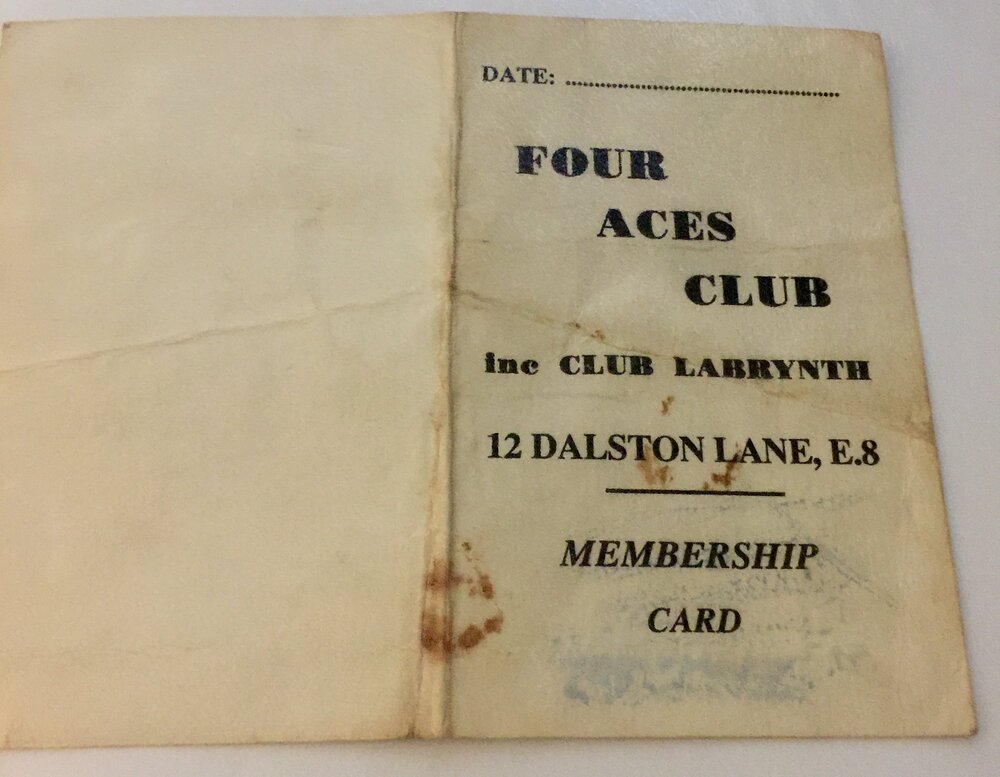 DATE: ........................................................
FOUR
ACES
CLUB
inc CLUB LABRYNTH
12 DALSTON LANE, E.8
MEMBERSHIP
CARD